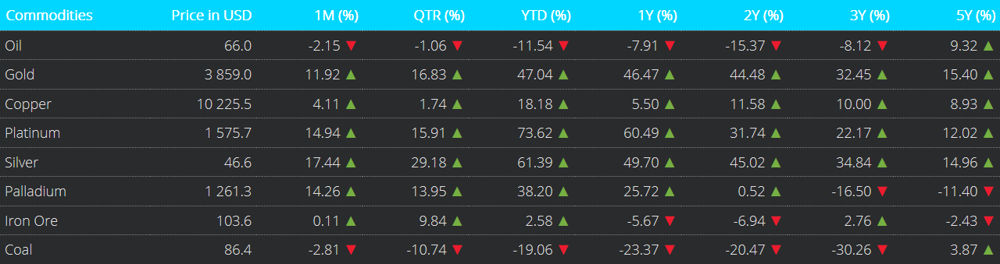 Commodities Price in USD 1M (%) QTR (%) YTD (%) 1Y (%) 2Y (%) 3Y (%) 5Y (%)
Oil 66.0 -2.15 ▼ -1.06 ▼ -11.54 ▼ -7.91 ▼ -15.37 ▼ -8.12 ▼ 9.32 ▲
Gold 3 859.0 11.92 ▲ 16.83 ▲ 47.04 ▲ 46.47 ▲ 44.48 ▲ 32.45 ▲ 15.40 ▲
Copper 10 225.5 4.11 ▲ 1.74 ▲ 18.18 ▲ 5.50 ▲ 11.58 ▲ 10.00 ▲ 8.93 ▲
Platinum 1 575.7 14.94 ▲ 15.91 ▲ 73.62 ▲ 60.49 ▲ 31.74 ▲ 22.17 ▲ 12.02 ▲
Silver 46.6 17.44 ▲ 29.18 ▲ 61.39 ▲ 49.70 ▲ 45.02 ▲ 34.84 ▲ 14.96 ▲
Palladium 1 261.3 14.26 ▲ 13.95 ▲ 38.20 ▲ 25.72 ▲ 0.52 ▲ -16.50 ▼ -11.40 ▼
Iron Ore 103.6 0.11 ▲ 9.84 ▲ 2.58 ▲ -5.67 ▼ -6.94 ▼ 2.76 ▲ -2.43 ▼
Coal 86.4 -2.81 ▼ -10.74 ▼ -19.06 ▼ -23.37 ▼ -20.47 ▼ -30.26 ▼ 3.87 ▲